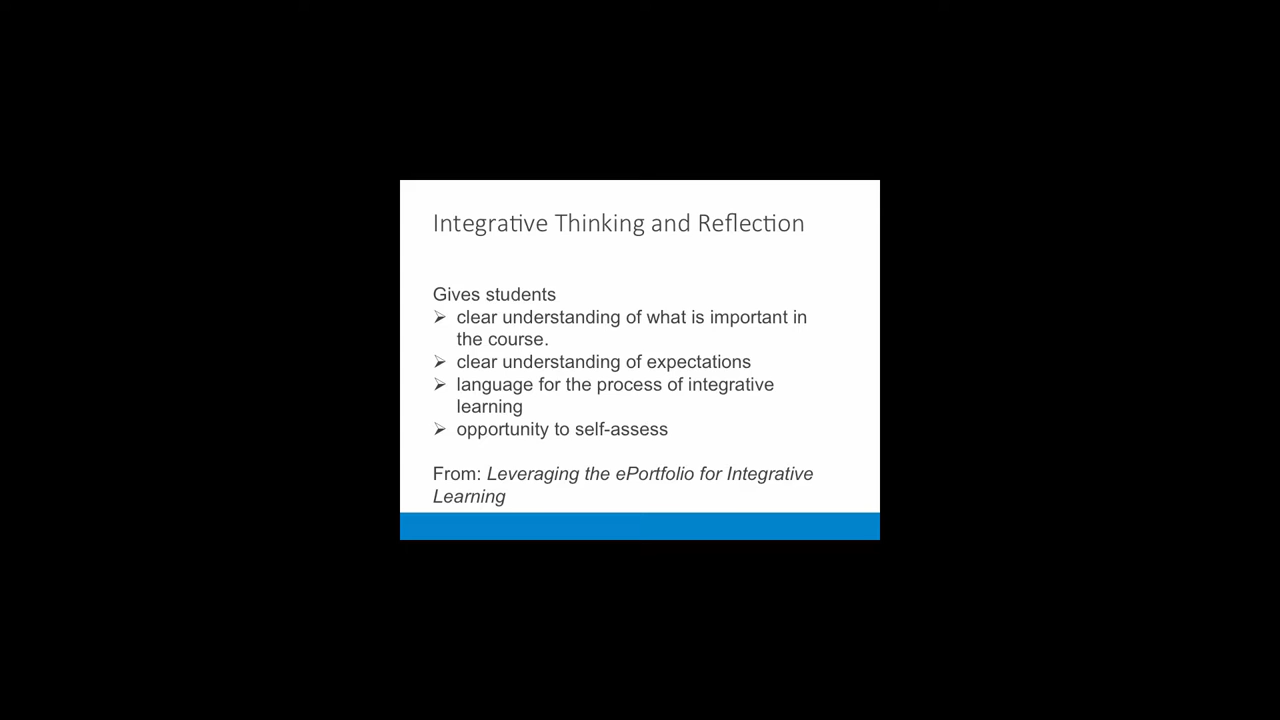 Integrative Thinking and Reflection
Gives students
➢ clear understanding of what is important in
the course.
➢ clear understanding of expectations
➢ language for the process of integrative
learning
➢ opportunity to self-assess
From: Leveraging the ePortfolio for Integrative
Learning